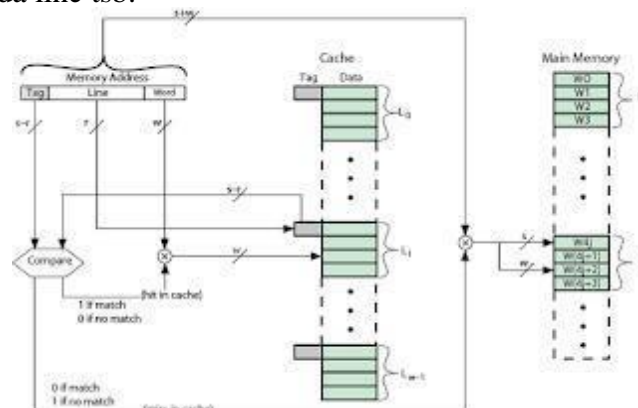 s+w
Cache
Main Memory
Memory Address
Tag Data
Tag Line Word
W0
W1
W2
W3
L0
s-r r w
s-r
s
W4j
W(4j+1)
W(4j+2)
W(4j+3)
w
w
Li
Compare
(hit in cache)
1 if match
0 if no match
Lm-1
0 if match
1 if no match